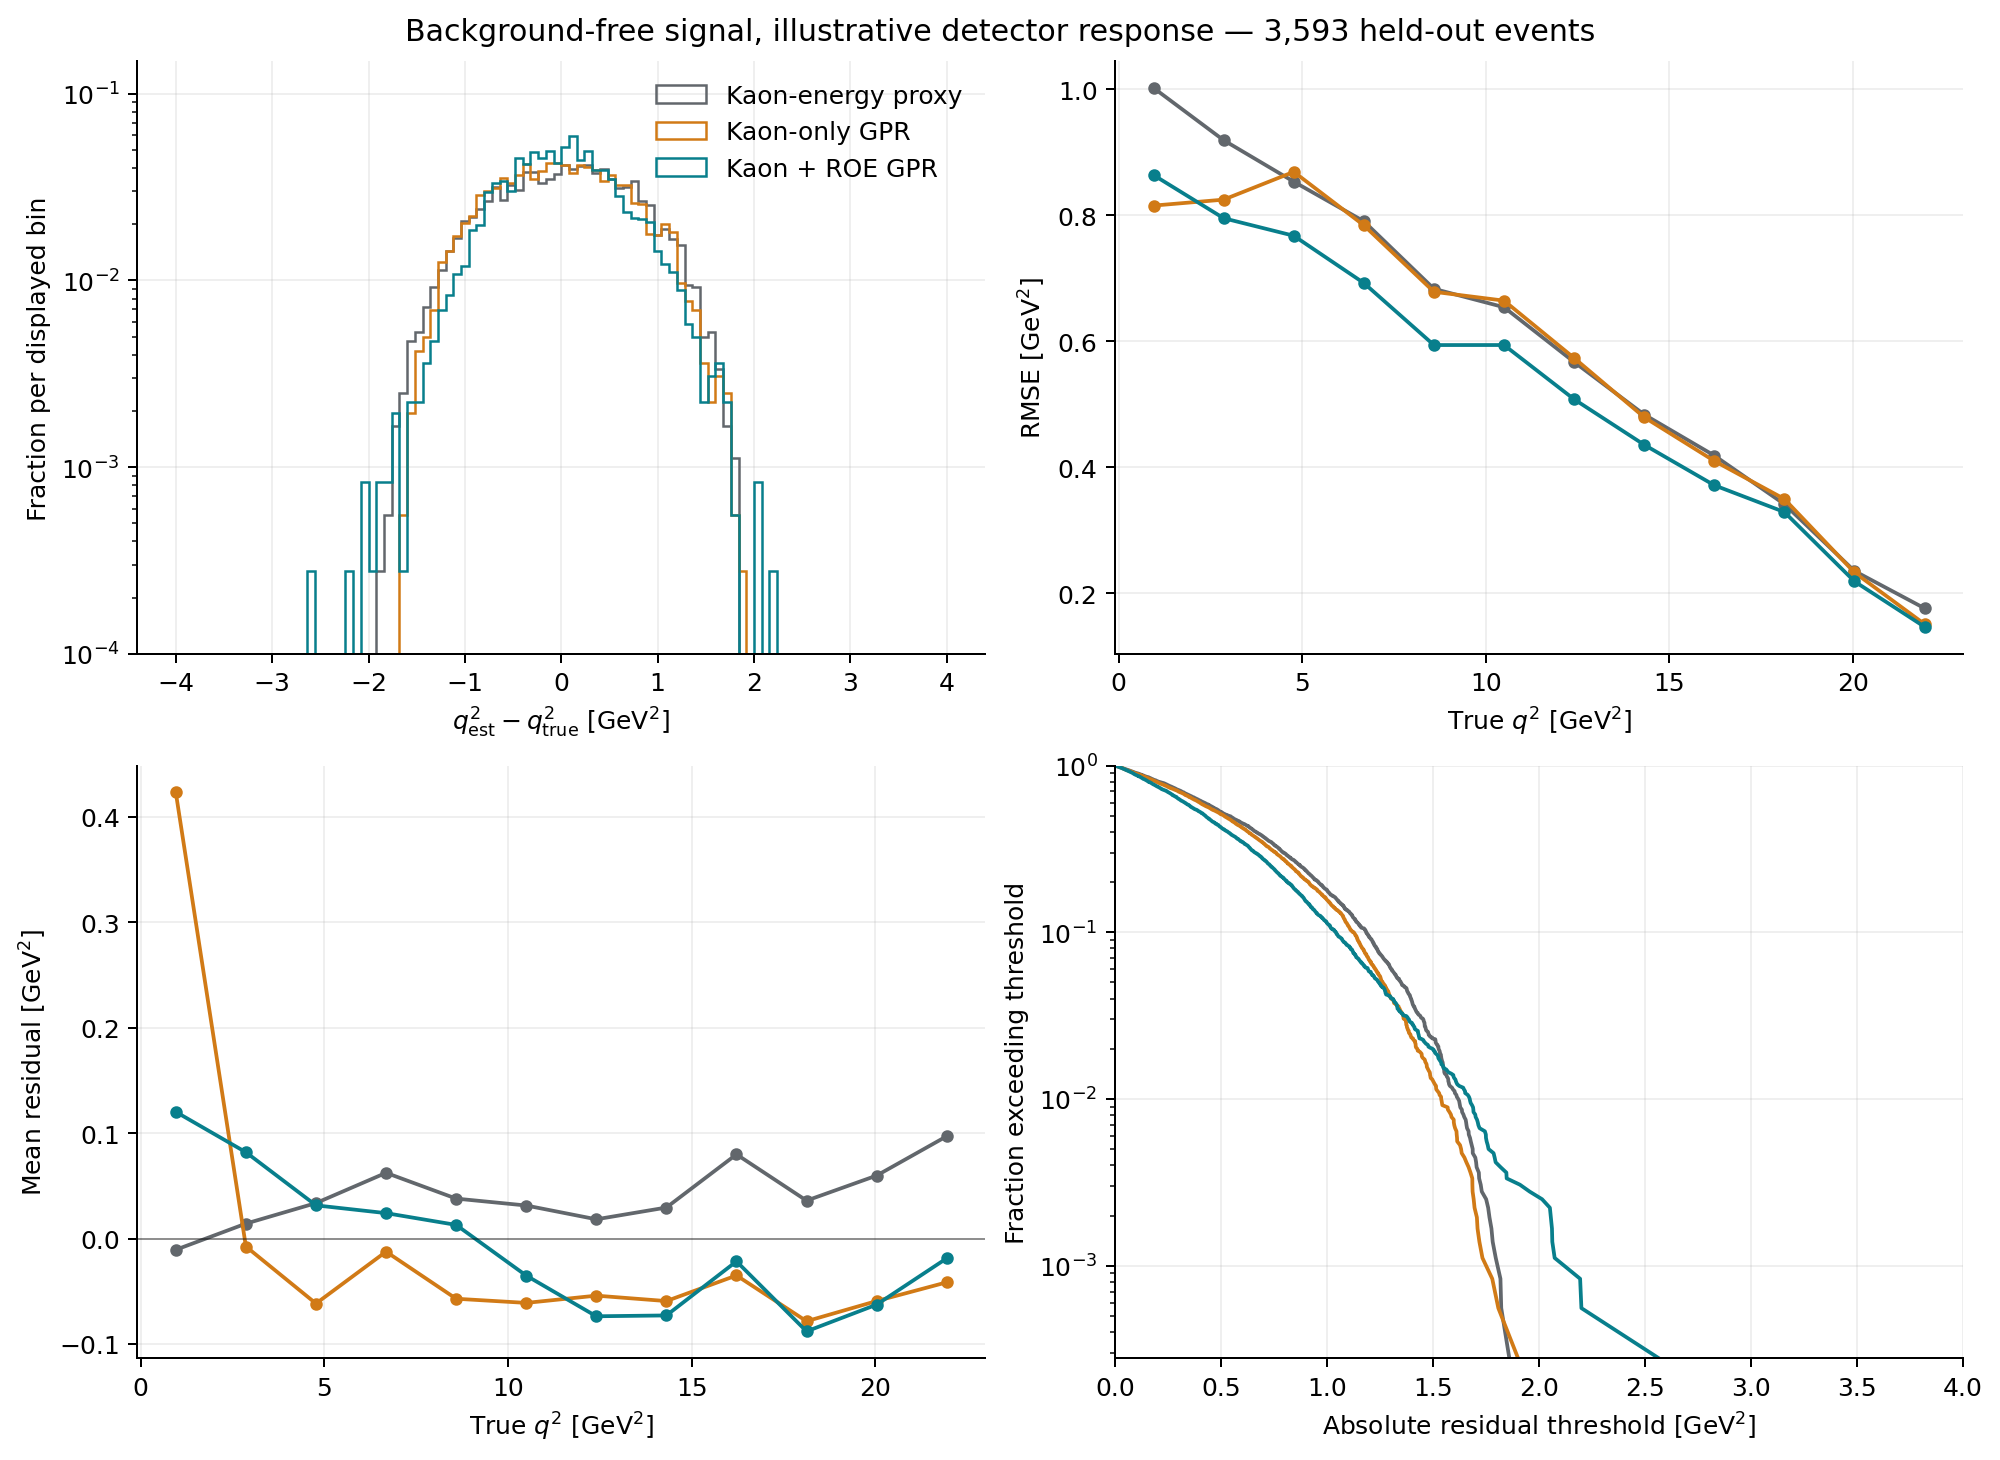 Background-free signal, illustrative detector response — 3,593 held-out events
Kaon-energy proxy
Kaon-only GPR
Kaon + ROE GPR
Fraction per displayed bin
10⁻¹
10⁻²
10⁻³
10⁻⁴
−4 −3 −2 −1 0 1 2 3 4
q²est − q²true [GeV²]
RMSE [GeV²]
1.0
0.8
0.6
0.4
0.2
0 5 10 15 20
True q² [GeV²]
Mean residual [GeV²]
0.4
0.3
0.2
0.1
0.0
−0.1
0 5 10 15 20
True q² [GeV²]
Fraction exceeding threshold
10⁰
10⁻¹
10⁻²
10⁻³
0.0 0.5 1.0 1.5 2.0 2.5 3.0 3.5 4.0
Absolute residual threshold [GeV²]